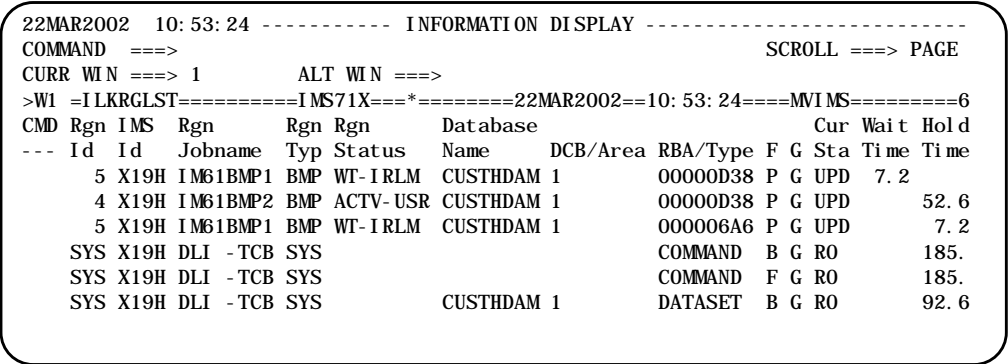 22MAR2002  10:53:24 ----------- INFORMATION DISPLAY ---------------------------
COMMAND  ===>                                                 SCROLL ===> PAGE
CURR WIN ===> 1         ALT WIN ===>
>W1 =ILKRGLST==========IMS71X===*========22MAR2002==10:53:24====MVIMS=========6
CMD Rgn IMS  Rgn      Rgn Rgn      Database                     Cur Wait Hold
--- Id  Id   Jobname  Typ Status   Name     DCB/Area RBA/Type F G Sta Time Time
      5 X19H IM61BMP1 BMP WT-IRLM  CUSTHDAM 1        00000D38 P G UPD  7.2
      4 X19H IM61BMP2 BMP ACTV-USR CUSTHDAM 1        00000D38 P G UPD      52.6
      5 X19H IM61BMP1 BMP WT-IRLM  CUSTHDAM 1        000006A6 P G UPD       7.2
    SYS X19H DLI -TCB SYS                            COMMAND  B G RO       185.
    SYS X19H DLI -TCB SYS                            COMMAND  F G RO       185.
    SYS X19H DLI -TCB SYS          CUSTHDAM 1        DATASET  B G RO       92.6